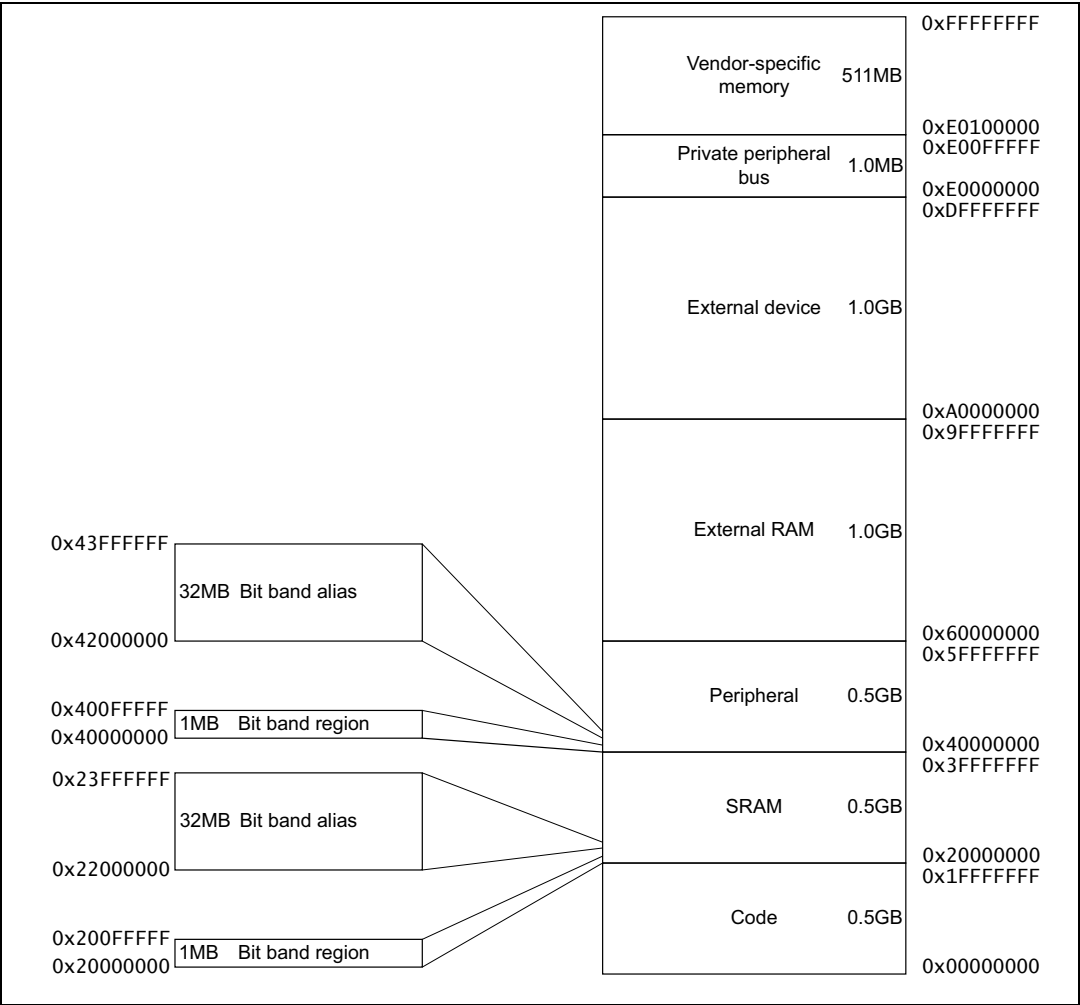 0xFFFFFFFF
Vendor-specific
memory
511MB
0xE0100000
0xE00FFFFF
Private peripheral
bus
1.0MB
0xE0000000
0xDFFFFFFF
External device 1.0GB
0xA0000000
0x9FFFFFFF
External RAM 1.0GB
0x60000000
0x5FFFFFFF
Peripheral 0.5GB
0x40000000
0x3FFFFFFF
SRAM 0.5GB
0x20000000
0x1FFFFFFF
Code 0.5GB
0x00000000
0x43FFFFFF
32MB Bit band alias
0x42000000
0x400FFFFF
1MB Bit band region
0x40000000
0x23FFFFFF
32MB Bit band alias
0x22000000
0x200FFFFF
1MB Bit band region
0x20000000